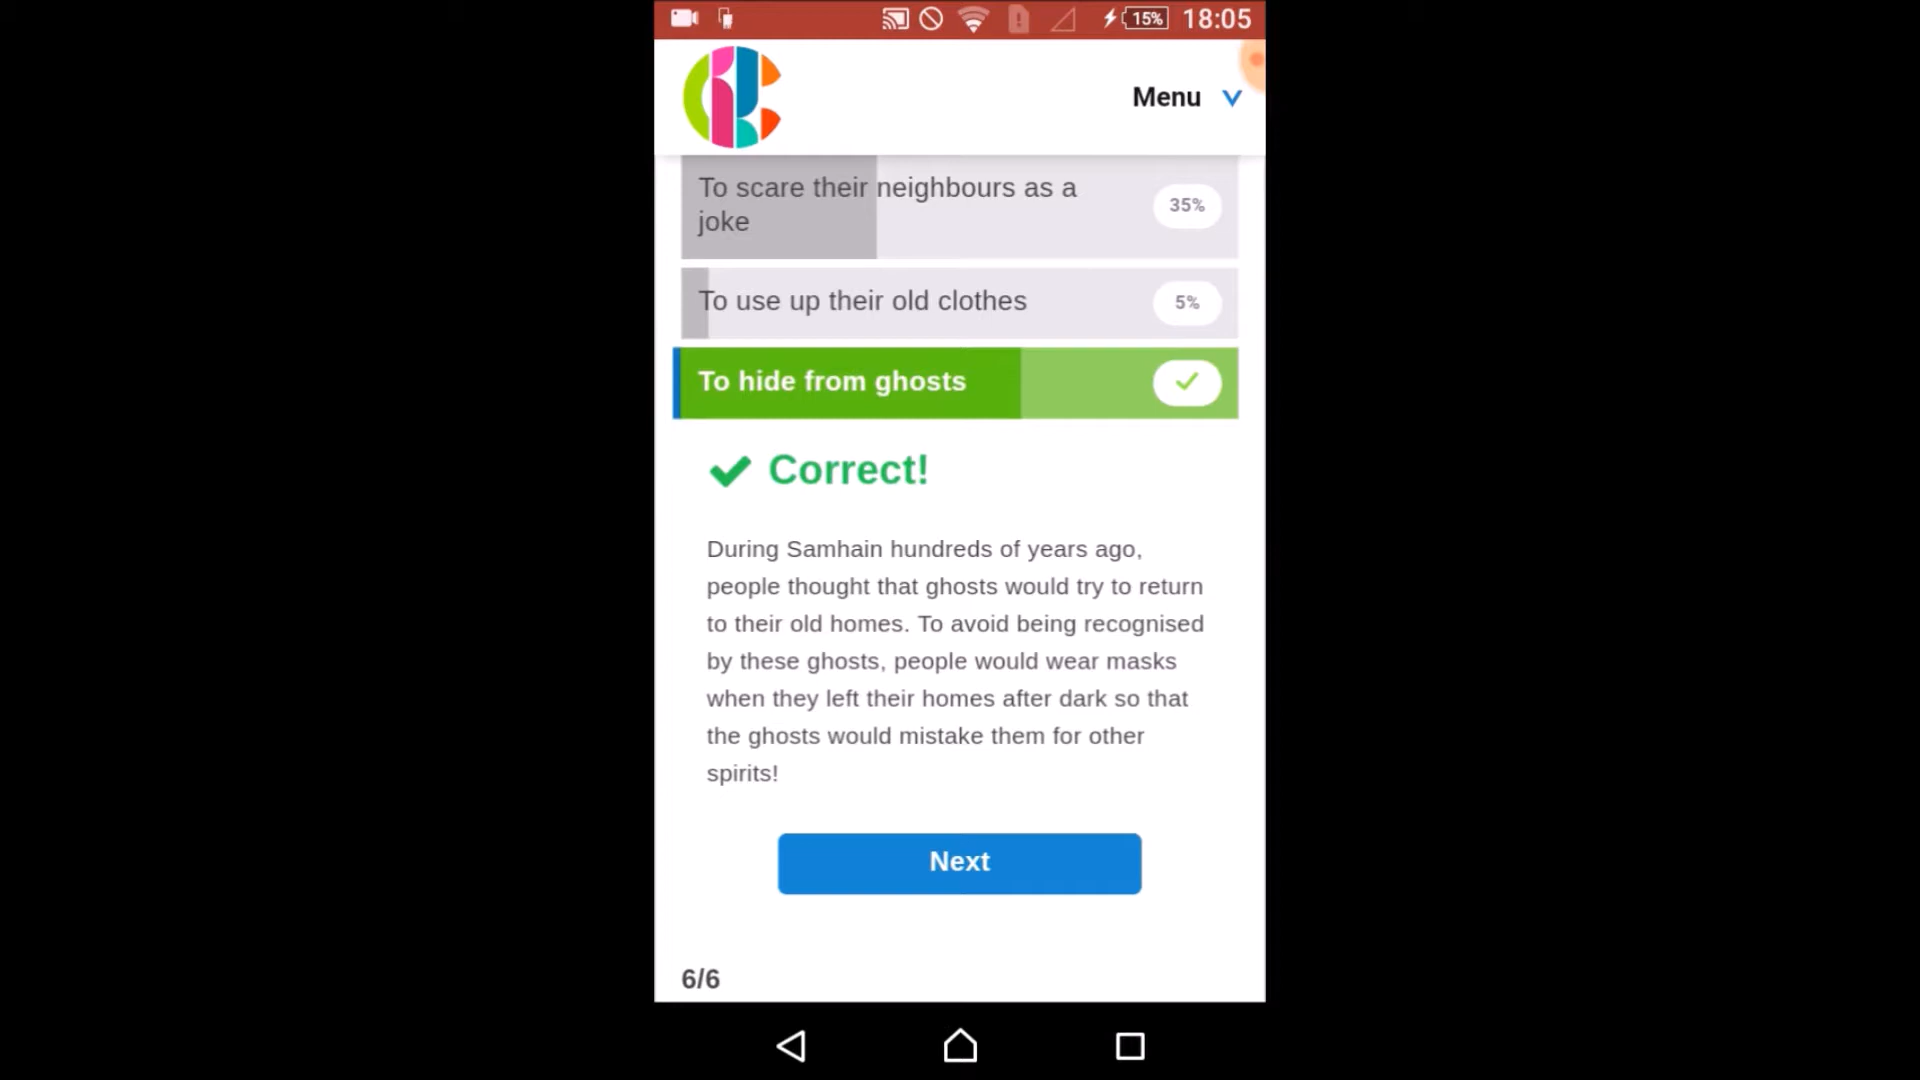 15% 18:05
Menu
To scare their neighbours as a
joke
35%
To use up their old clothes
5%
To hide from ghosts
Correct!
During Samhain hundreds of years ago,
people thought that ghosts would try to return
to their old homes. To avoid being recognised
by these ghosts, people would wear masks
when they left their homes after dark so that
the ghosts would mistake them for other
spirits!
Next
6/6